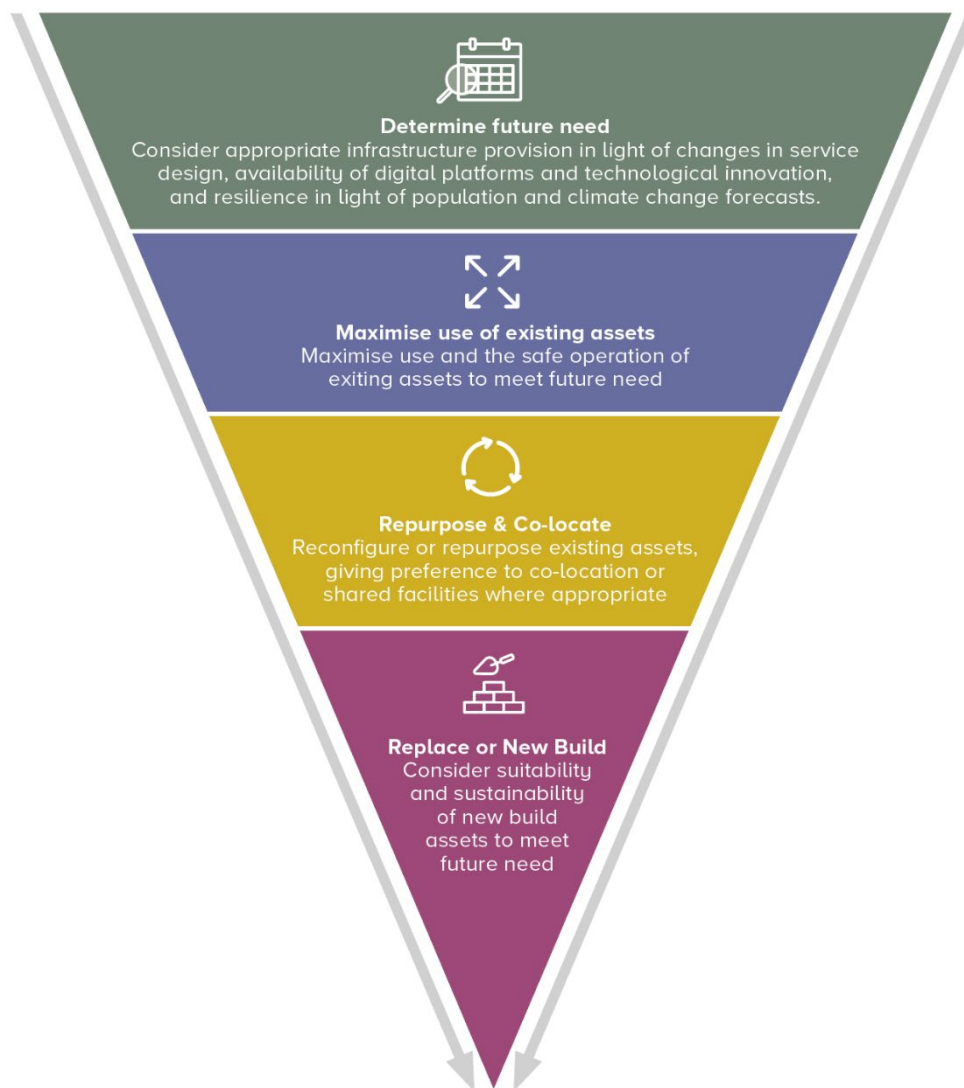 Determine future need
Consider appropriate infrastructure provision in light of changes in service
design, availability of digital platforms and technological innovation,
and resilience in light of population and climate change forecasts.
Maximise use of existing assets
Maximise use and the safe operation of
exiting assets to meet future need
Repurpose & Co-locate
Reconfigure or repurpose existing assets,
giving preference to co-location or
shared facilities where appropriate
Replace or New Build
Consider suitability
and sustainability
of new build
assets to meet
future need